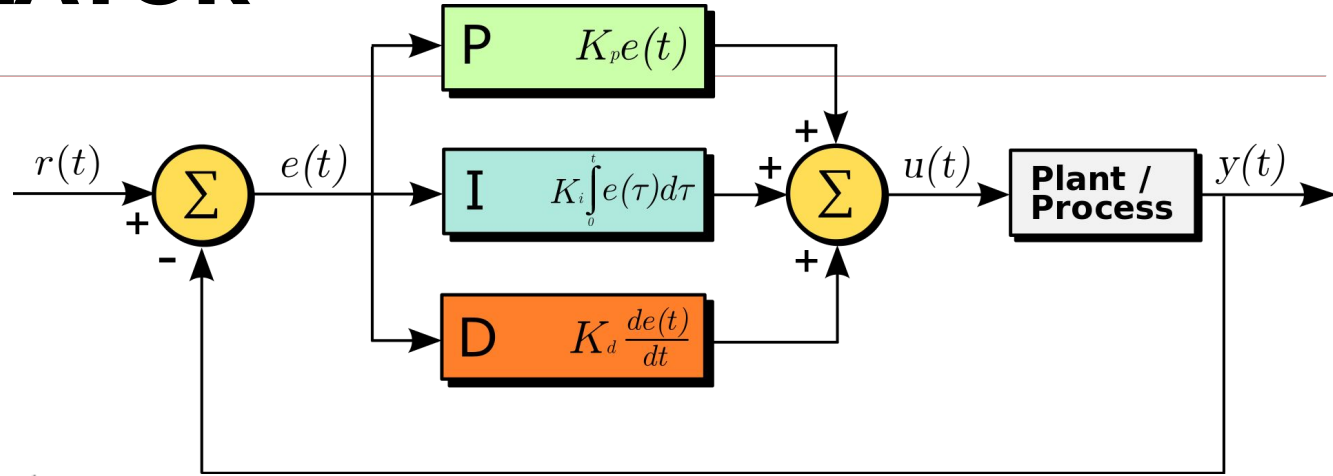 P K_p e(t)
r(t)
e(t)
I K_i ∫_0^t e(τ)dτ
D K_d de(t)/dt
Σ
Σ
+
-
+
+
+
u(t)
Plant /
Process
y(t)